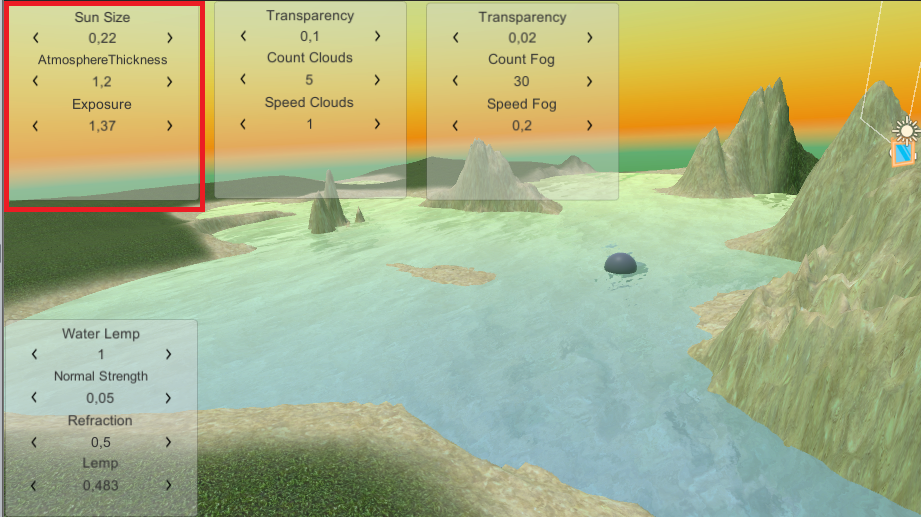 Sun Size
< 0,22 >
AtmosphereThickness
< 1,2 >
Exposure
< 1,37 >
Transparency
< 0,1 >
Count Clouds
< 5 >
Speed Clouds
< 1 >
Transparency
< 0,02 >
Count Fog
< 30 >
Speed Fog
< 0,2 >
Water Lemp
< 1 >
Normal Strength
< 0,05 >
Refraction
< 0,5 >
Lemp
< 0,483 >